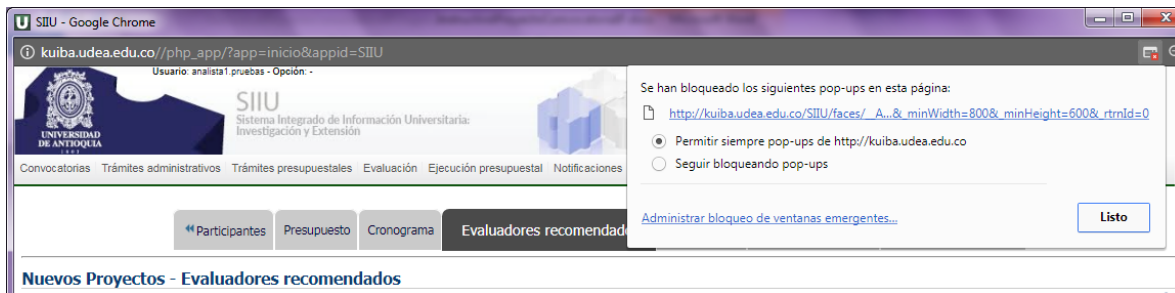 SIIU - Google Chrome
kuiba.udea.edu.co//php_app/?app=inicio&appid=SIIU
Usuario: analista1.pruebas - Opción: -
SIIU
Sistema Integrado de Información Universitaria:
Investigación y Extensión
UNIVERSIDAD
DE ANTIOQUIA
1803
Convocatorias Trámites administrativos Trámites presupuestales Evaluación Ejecución presupuestal Notificaciones
Se han bloqueado los siguientes pop-ups en esta página:
http://kuiba.udea.edu.co/SIIU/faces/__A...&_minWidth=800&_minHeight=600&_rtrnId=0
Permitir siempre pop-ups de http://kuiba.udea.edu.co
Seguir bloqueando pop-ups
Administrar bloqueo de ventanas emergentes...
Listo
Participantes Presupuesto Cronograma Evaluadores recomendad
Nuevos Proyectos - Evaluadores recomendados